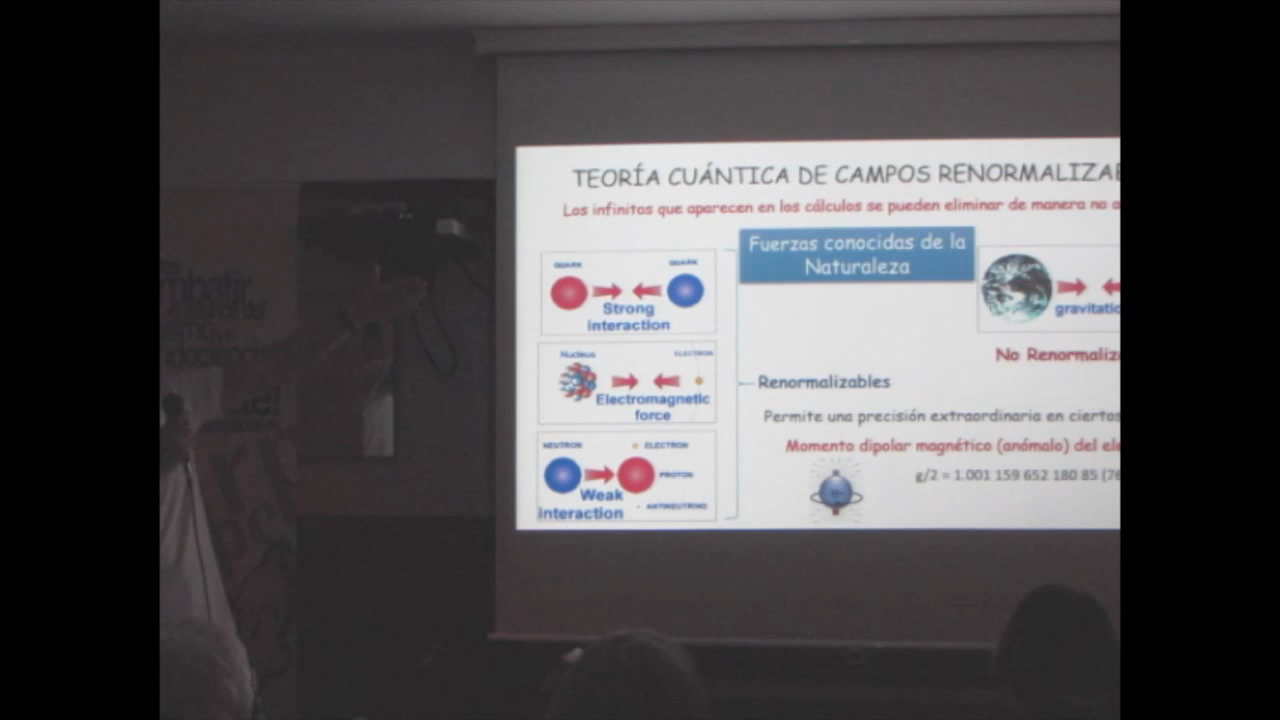 TEORÍA CUÁNTICA DE CAMPOS RENORMALIZAB
Los infinitos que aparecen en los cálculos se pueden eliminar de manera no a
Fuerzas conocidas de la
Naturaleza
QUARK
QUARK
Strong
interaction
gravitatio
Nucleus
ELECTRON
Electromagnetic
force
No Renormaliza
Renormalizables
Permite una precisión extraordinaria en ciertos
Momento dipolar magnético (anómalo) del ele
NEUTRON
ELECTRON
PROTON
Weak
interaction
ANTINEUTRINO
g/2 = 1.001 159 652 180 85 (76
mbatir